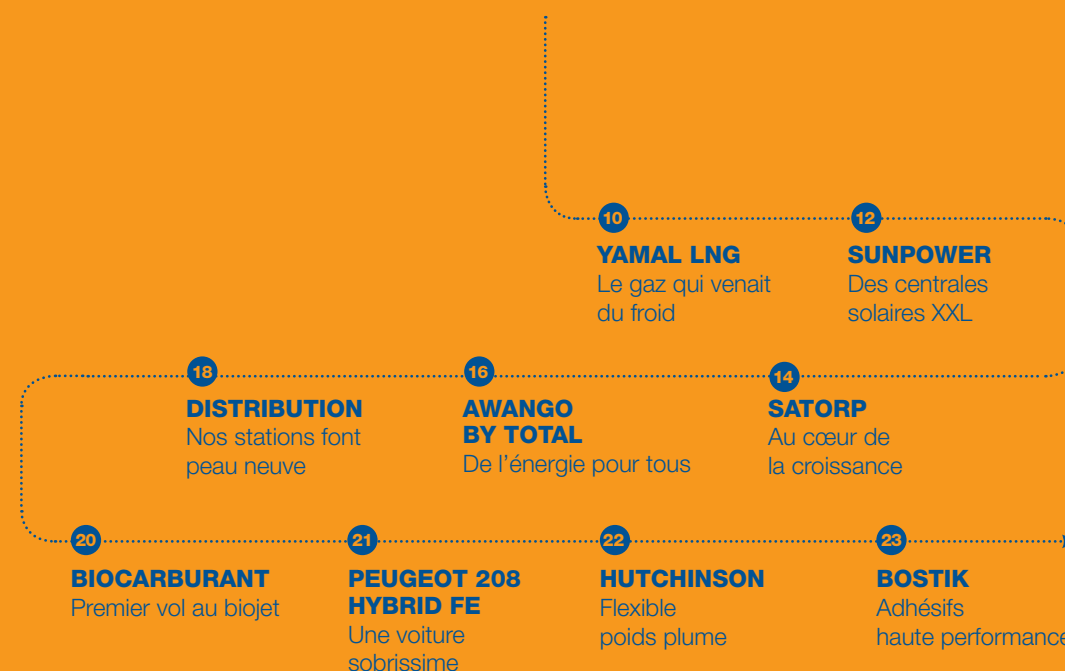 10
YAMAL LNG
Le gaz qui venait
du froid
12
SUNPOWER
Des centrales
solaires XXL
14
SATORP
Au cœur de
la croissance
16
AWANGO
BY TOTAL
De l'énergie pour tous
18
DISTRIBUTION
Nos stations font
peau neuve
20
BIOCARBURANT
Premier vol au biojet
21
PEUGEOT 208
HYBRID FE
Une voiture
sobrissime
22
HUTCHINSON
Flexible
poids plume
23
BOSTIK
Adhésifs
haute performance